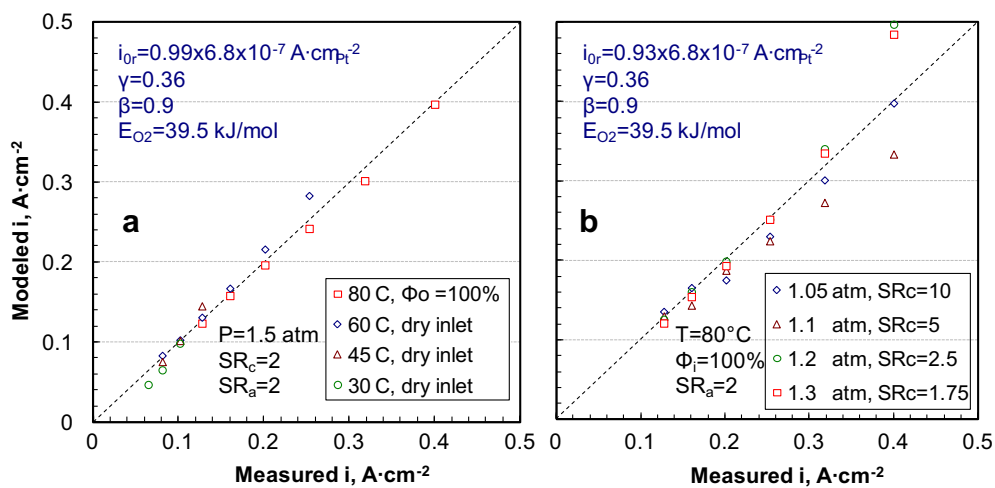 0.5
0.4
0.3
0.2
0.1
0
Modeled i, A·cm-2
i0r=0.99x6.8x10-7 A·cmPt-2
γ=0.36
β=0.9
EO2=39.5 kJ/mol
a
P=1.5 atm
SRc=2
SRa=2
80 C, Φo =100%
60 C, dry inlet
45 C, dry inlet
30 C, dry inlet
0 0.1 0.2 0.3 0.4 0.5
Measured i, A·cm-2
i0r=0.93x6.8x10-7 A·cmPt-2
γ=0.36
β=0.9
EO2=39.5 kJ/mol
b
T=80°C
Φi=100%
SRa=2
1.05 atm, SRc=10
1.1 atm, SRc=5
1.2 atm, SRc=2.5
1.3 atm, SRc=1.75
0 0.1 0.2 0.3 0.4 0.5
Measured i, A·cm-2